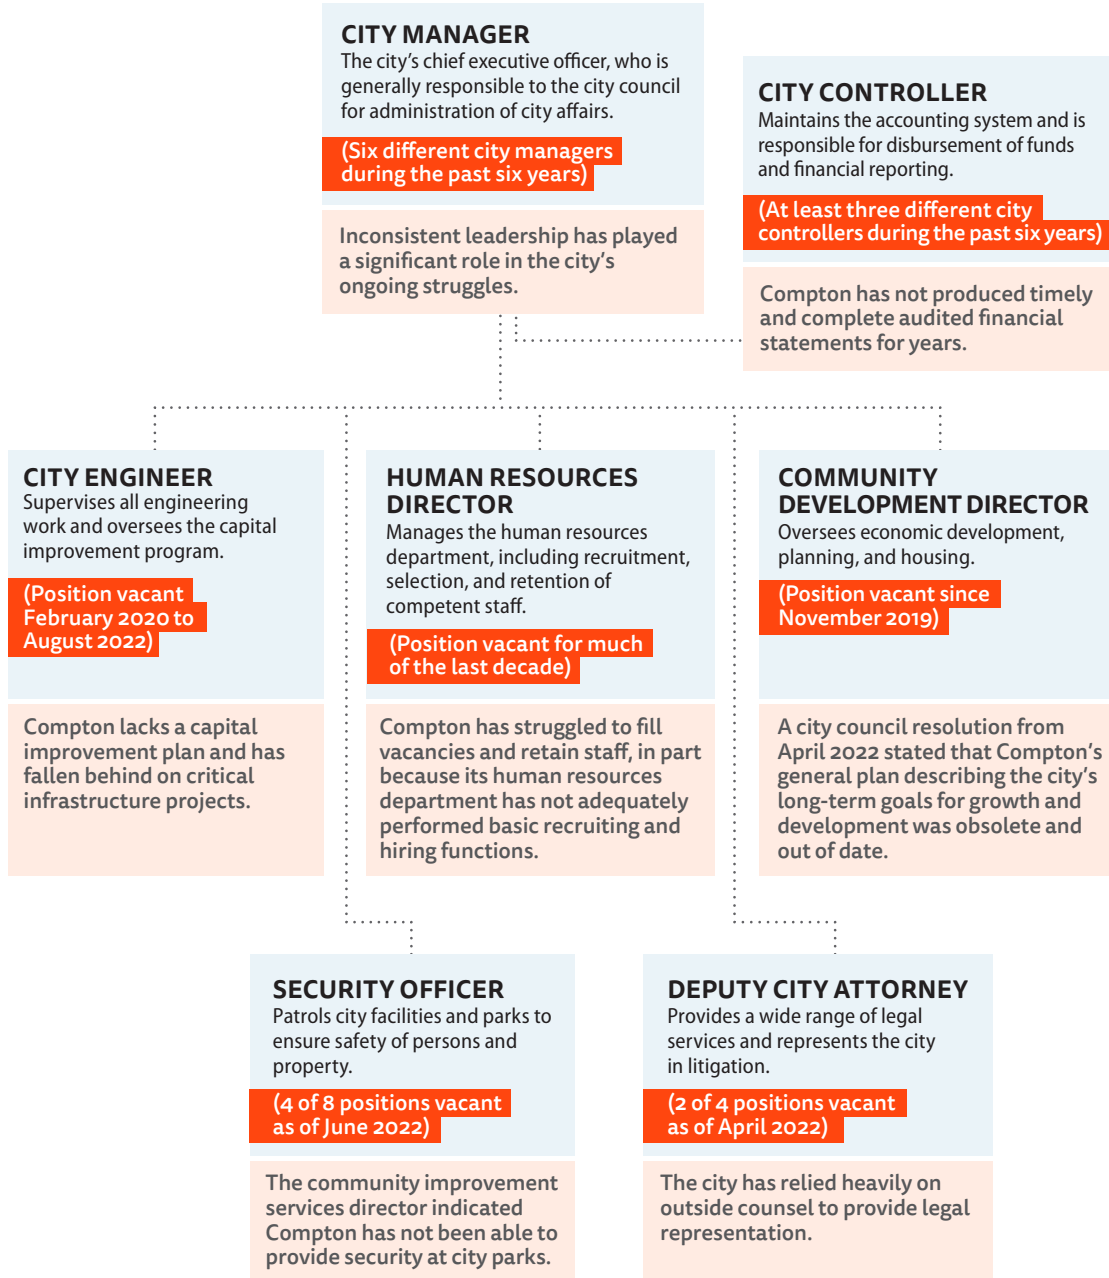 CITY MANAGER
The city’s chief executive officer, who is
generally responsible to the city council
for administration of city affairs.
(Six different city managers
during the past six years)
Inconsistent leadership has played
a significant role in the city’s
ongoing struggles.
CITY CONTROLLER
Maintains the accounting system and is
responsible for disbursement of funds
and financial reporting.
(At least three different city
controllers during the past six years)
Compton has not produced timely
and complete audited financial
statements for years.
CITY ENGINEER
Supervises all engineering
work and oversees the capital
improvement program.
(Position vacant
February 2020 to
August 2022)
Compton lacks a capital
improvement plan and has
fallen behind on critical
infrastructure projects.
HUMAN RESOURCES
DIRECTOR
Manages the human resources
department, including recruitment,
selection, and retention of
competent staff.
(Position vacant for much
of the last decade)
Compton has struggled to fill
vacancies and retain staff, in part
because its human resources
department has not adequately
performed basic recruiting and
hiring functions.
COMMUNITY
DEVELOPMENT DIRECTOR
Oversees economic development,
planning, and housing.
(Position vacant since
November 2019)
A city council resolution from
April 2022 stated that Compton’s
general plan describing the city’s
long-term goals for growth and
development was obsolete and
out of date.
SECURITY OFFICER
Patrols city facilities and parks to
ensure safety of persons and
property.
(4 of 8 positions vacant
as of June 2022)
The community improvement
services director indicated
Compton has not been able to
provide security at city parks.
DEPUTY CITY ATTORNEY
Provides a wide range of legal
services and represents the city
in litigation.
(2 of 4 positions vacant
as of April 2022)
The city has relied heavily on
outside counsel to provide legal
representation.